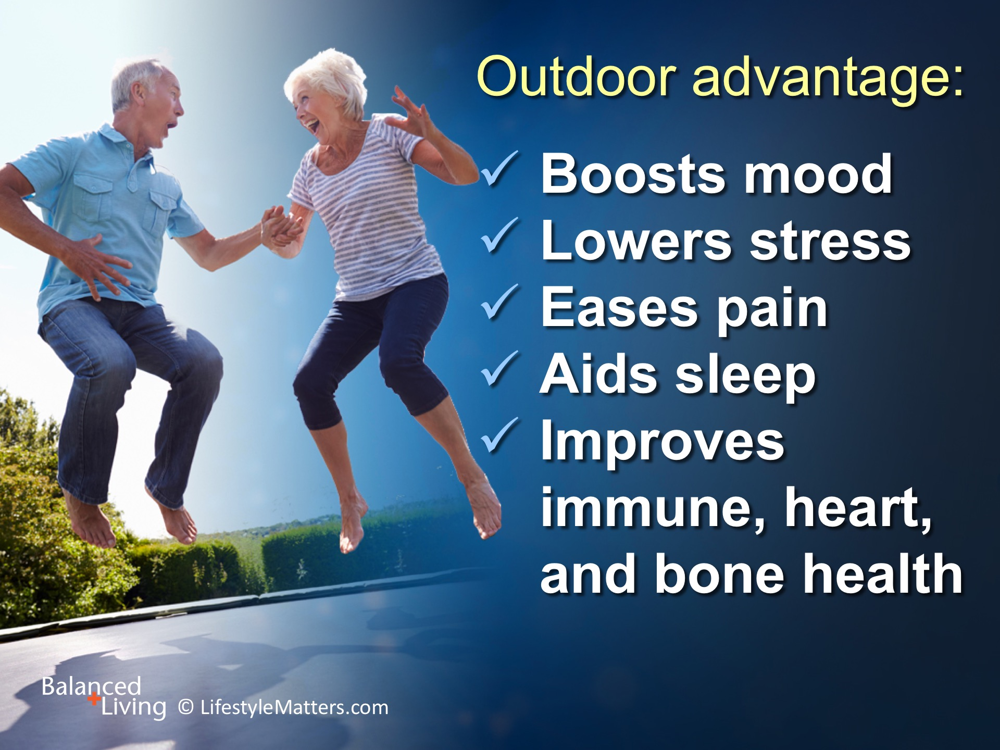 Outdoor advantage:
✓ Boosts mood
✓ Lowers stress
✓ Eases pain
✓ Aids sleep
✓ Improves
immune, heart,
and bone health
Balanced
+Living © LifestyleMatters.com